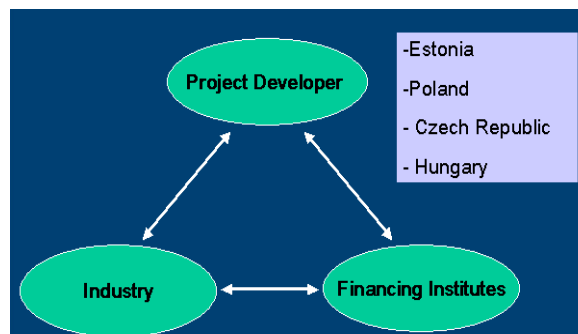 Project Developer
-Estonia
-Poland
- Czech Republic
- Hungary
Industry
Financing Institutes